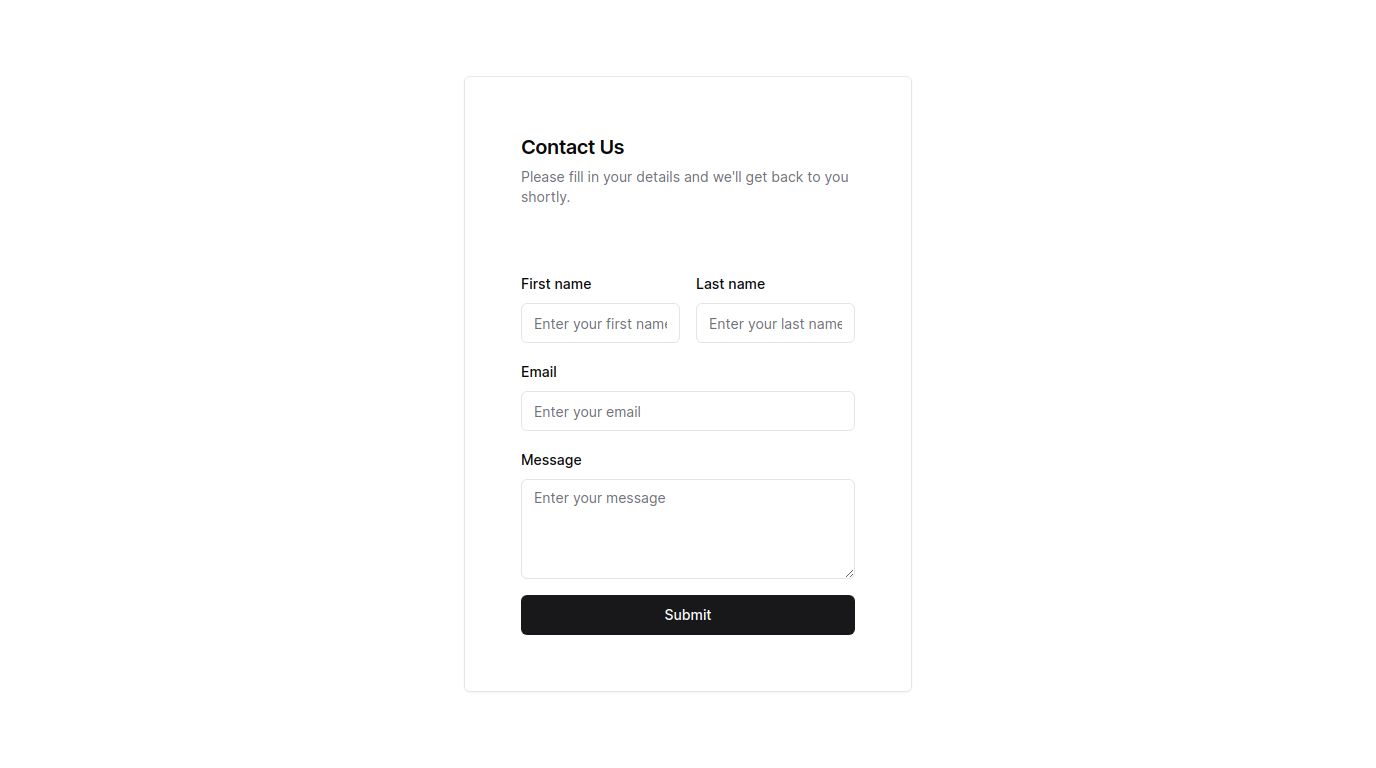 Contact Us
Please fill in your details and we'll get back to you
shortly.
First name
Last name
Enter your first name
Enter your last name
Email
Enter your email
Message
Enter your message
Submit